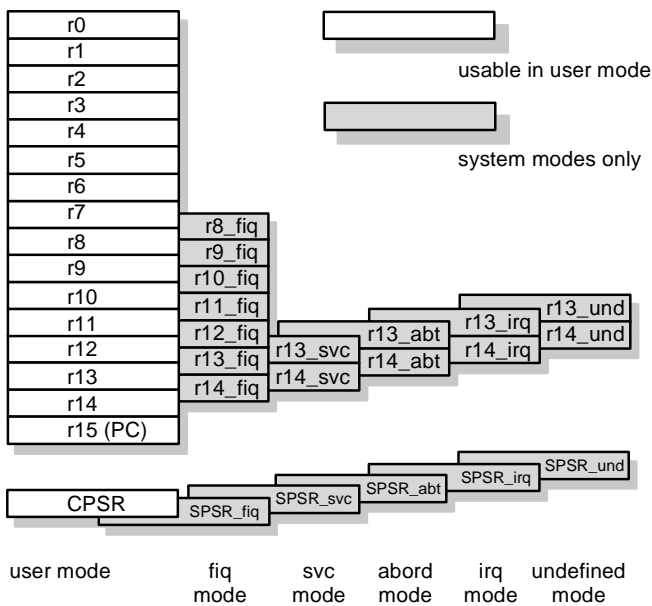 r0
r1
r2
r3
r4
r5
r6
r7
r8
r9
r10
r11
r12
r13
r14
r15 (PC)
usable in user mode
system modes only
r8_fiq
r9_fiq
r10_fiq
r11_fiq
r12_fiq
r13_fiq
r14_fiq
r13_svc
r14_svc
r13_abt
r14_abt
r13_irq
r14_irq
r13_und
r14_und
CPSR
SPSR_fiq
SPSR_svc
SPSR_abt
SPSR_irq
SPSR_und
user mode
fiq
mode
svc
mode
abord
mode
irq
mode
undefined
mode